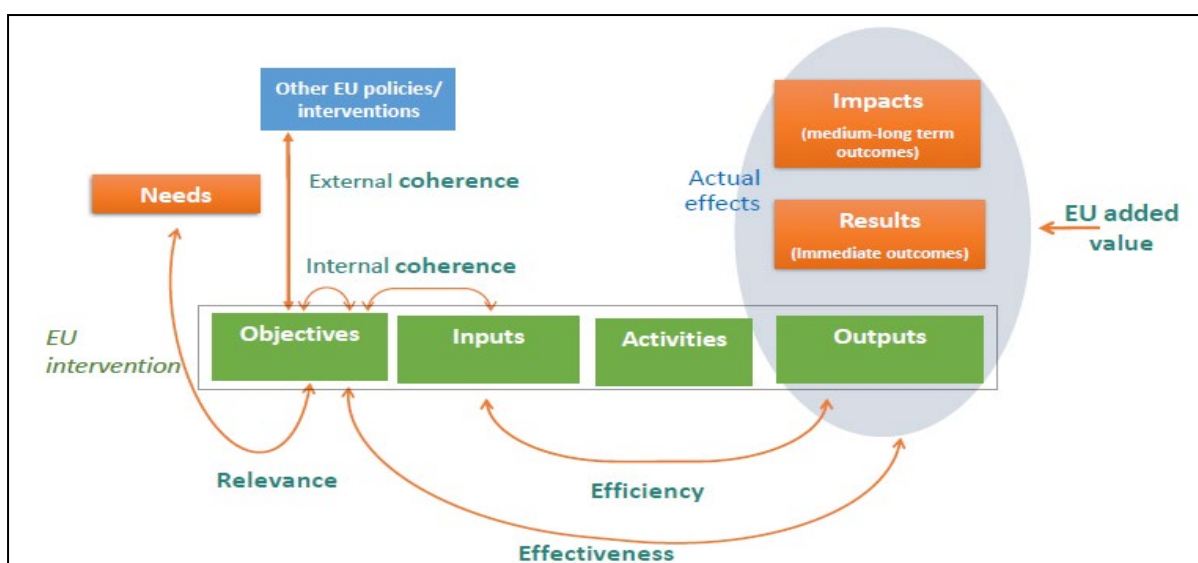 Other EU policies/
interventions
Impacts
(medium-long term
outcomes)
Needs
External coherence
Actual
effects
Results
(Immediate outcomes)
EU added
value
Internal coherence
EU
intervention
Objectives
Inputs
Activities
Outputs
Relevance
Efficiency
Effectiveness